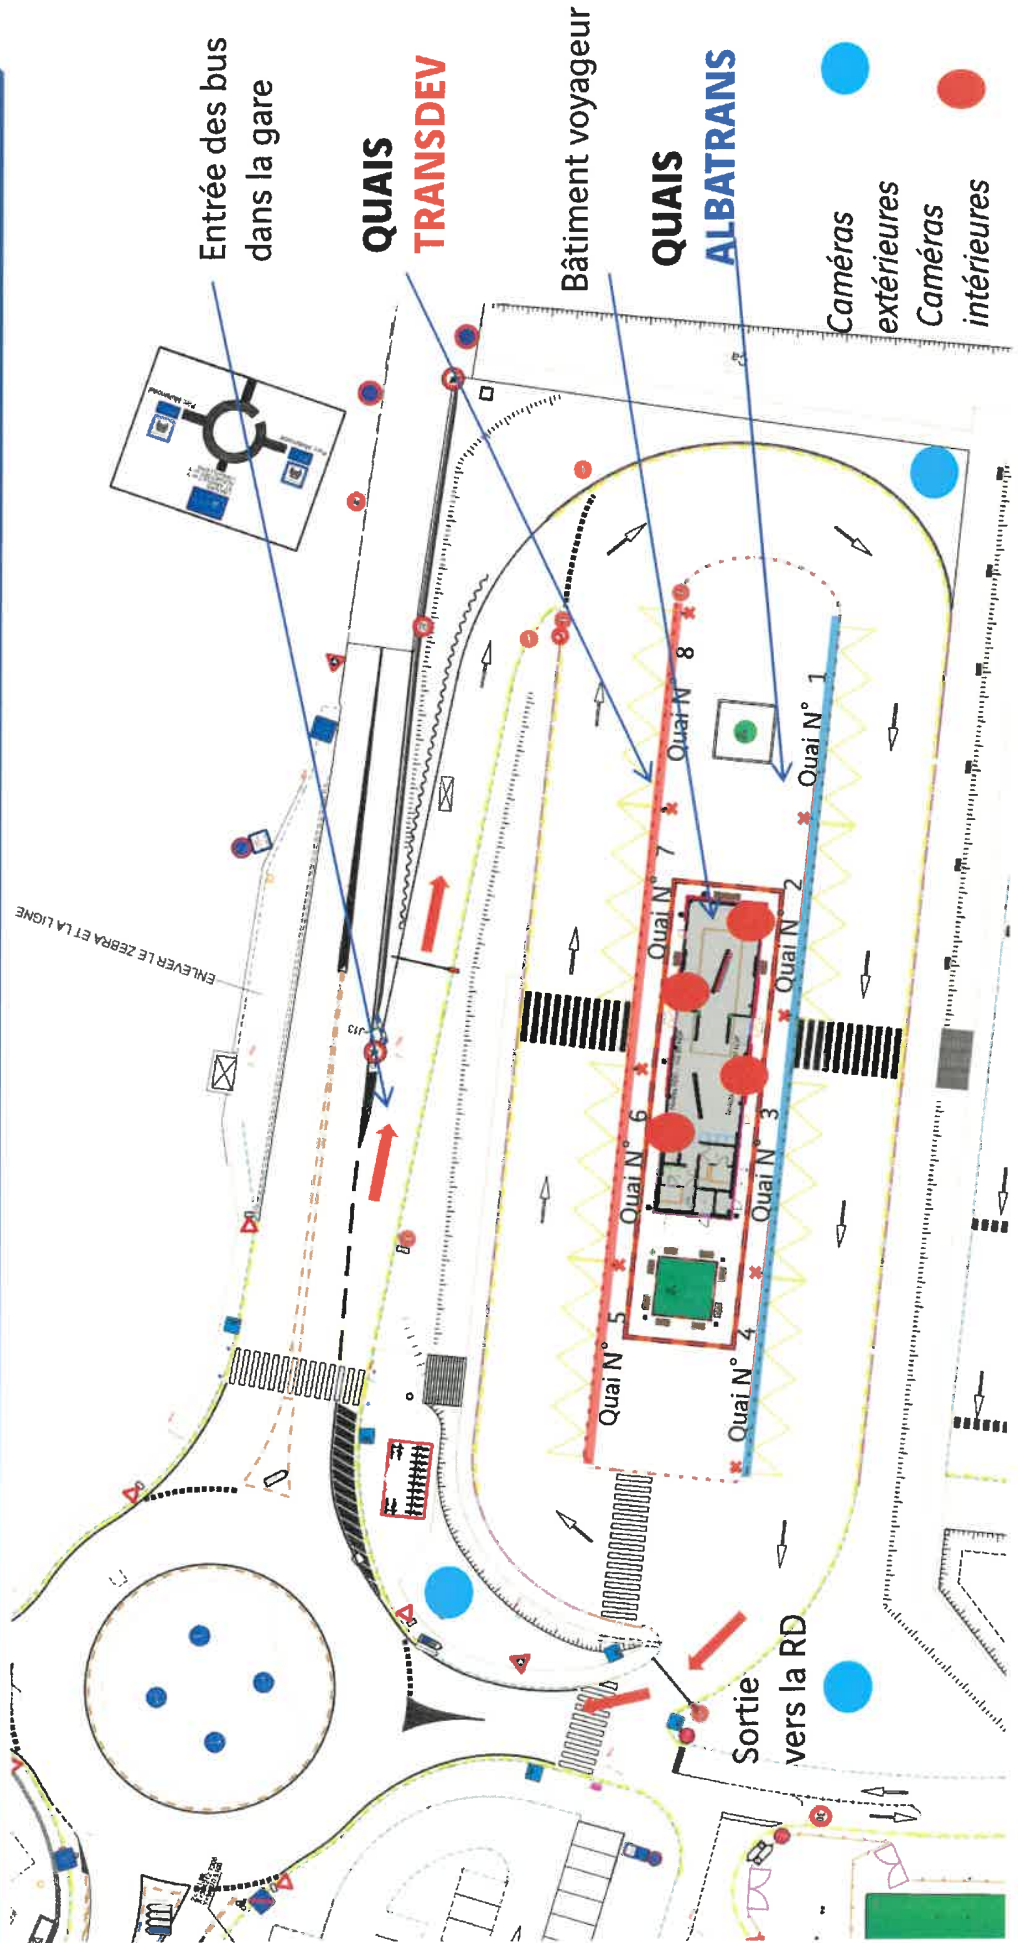 Entrée des bus
dans la gare
QUAIS
TRANSDEV
Bâtiment voyageur
QUAIS
ALBATRANS
Caméras
extérieures
Caméras
intérieures
ENLEVER LE ZEBRA ET LA LIGNE
J13
Quai N° 8
Quai N° 7
Quai N° 6
Quai N° 5
Quai N° 1
Quai N° 2
Quai N° 3
Quai N° 4
Sortie
vers la RD
30